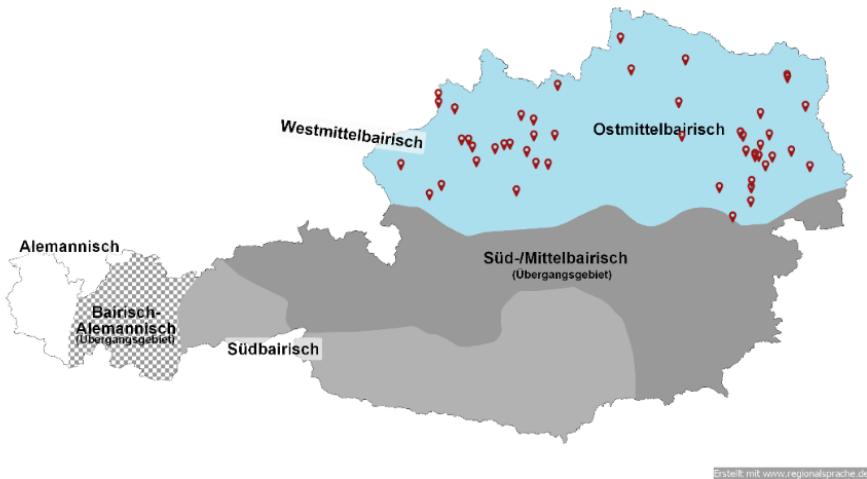 Westmittelbairisch
Ostmittelbairisch
Alemannisch
Süd-/Mittelbairisch
(Übergangsgebiet)
Bairisch-
Alemannisch
(Übergangsgebiet)
Südbairisch
Erstellt mit www.regionalsprache.de